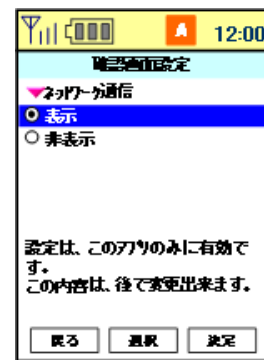 12:00
確認画面設定
ネットワーク通信
表示
非表示
設定は、このアプリのみに有効で
す。
この内容は、後で変更出来ます。
戻る 選択 決定